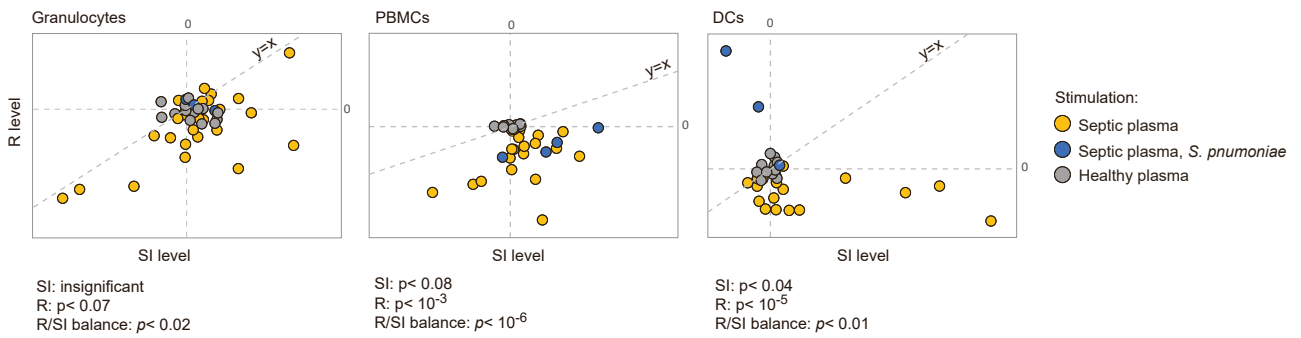 Granulocytes
0
y=x
0
R level
SI level
SI: insignificant
R: p< 0.07
R/SI balance: p< 0.02
PBMCs
0
y=x
0
SI level
SI: p< 0.08
R: p< 10-3
R/SI balance: p< 10-6
DCs
0
y=x
0
SI level
SI: p< 0.04
R: p< 10-5
R/SI balance: p< 0.01
Stimulation:
Septic plasma
Septic plasma, S. pnumoniae
Healthy plasma